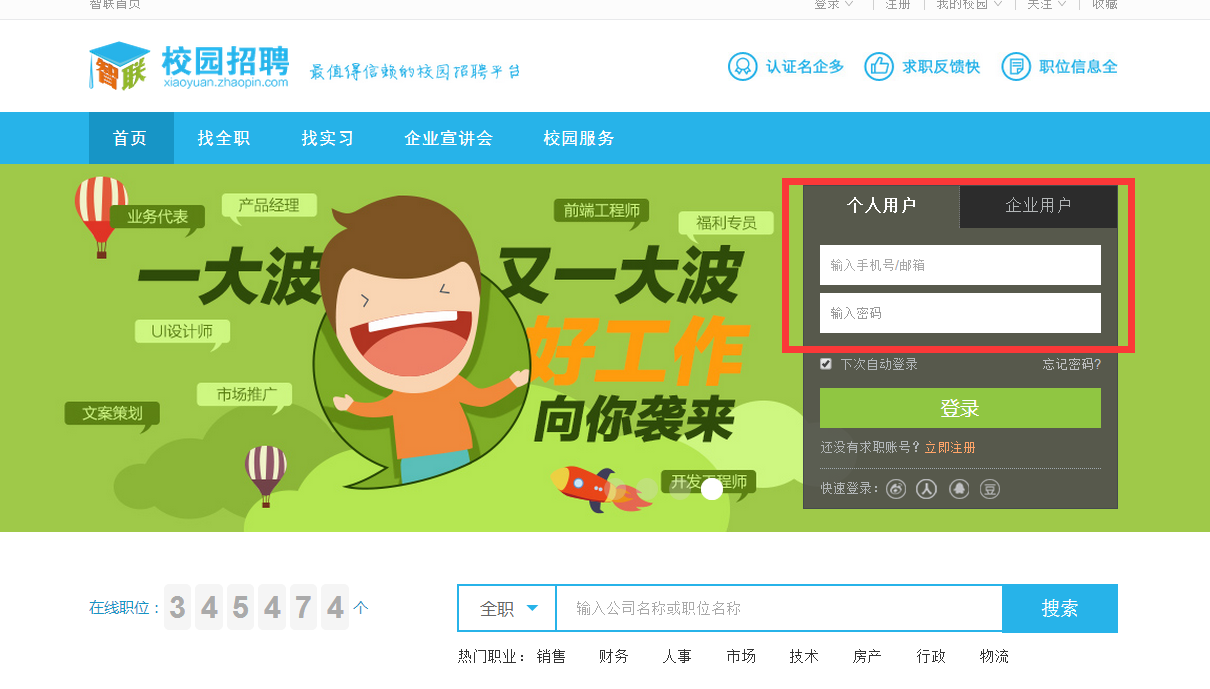 智联首页 登录 注册 我的校园 关注 收藏
智联 校园招聘 xiaoyuan.zhaopin.com 最值得信赖的校园招聘平台
认证名企多 求职反馈快 职位信息全
首页 找全职 找实习 企业宣讲会 校园服务
业务代表
产品经理
前端工程师
福利专员
一大波 又一大波
UI设计师
好工作
市场推广
文案策划
向你袭来
开发工程师
个人用户 企业用户
输入手机号/邮箱
输入密码
下次自动登录 忘记密码?
登录
还没有求职账号？立即注册
快速登录：
豆
在线职位： 3 4 5 4 7 4 个
全职 输入公司名称或职位名称 搜索
热门职业： 销售 财务 人事 市场 技术 房产 行政 物流